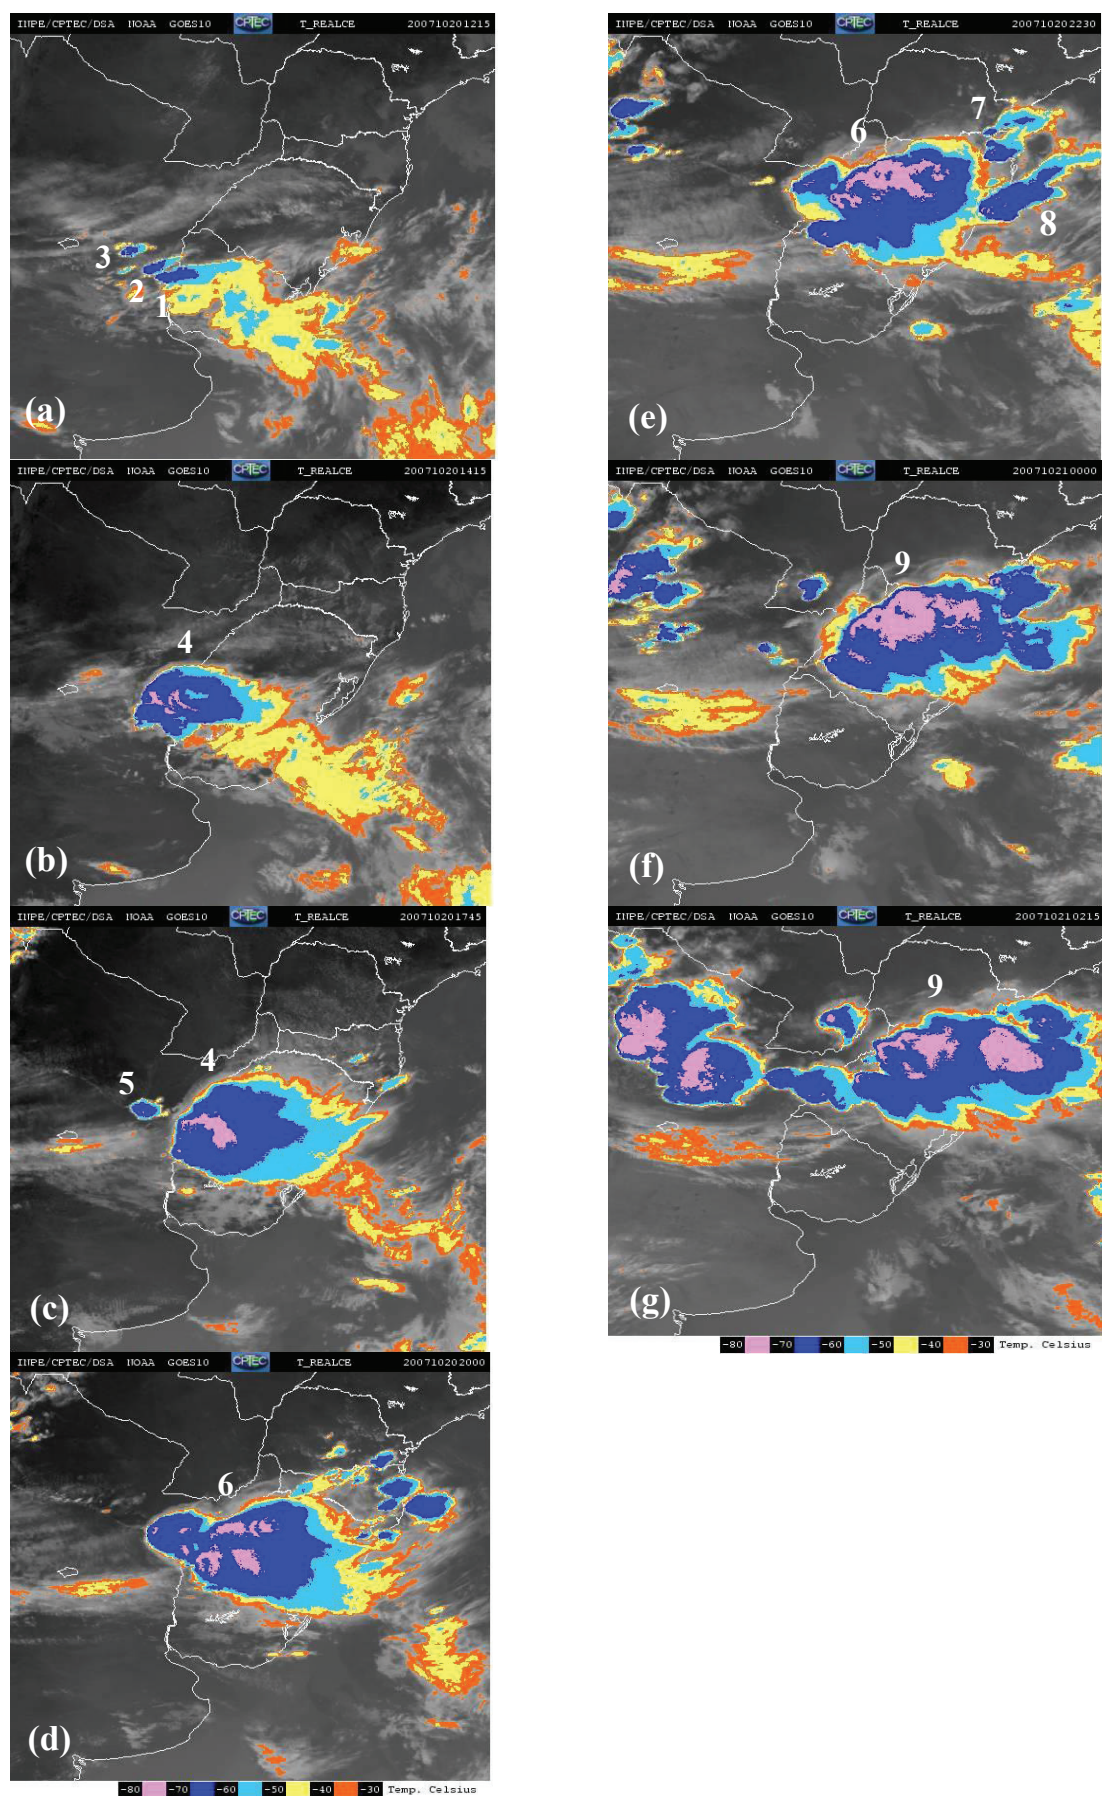 INPE/CPTEC/DSA NOAA GOES10 CPTEC T_REALCE 200710201215
3
2
1
(a)
INPE/CPTEC/DSA NOAA GOES10 CPTEC T_REALCE 200710201415
4
(b)
INPE/CPTEC/DSA NOAA GOES10 CPTEC T_REALCE 200710201745
4
5
(c)
INPE/CPTEC/DSA NOAA GOES10 CPTEC T_REALCE 200710202000
6
(d)
-80 -70 -60 -50 -40 -30 Temp. Celsius
INPE/CPTEC/DSA NOAA GOES10 CPTEC T_REALCE 200710202230
7
6
8
(e)
INPE/CPTEC/DSA NOAA GOES10 CPTEC T_REALCE 200710210000
9
(f)
INPE/CPTEC/DSA NOAA GOES10 CPTEC T_REALCE 200710210215
9
(g)
-80 -70 -60 -50 -40 -30 Temp. Celsius